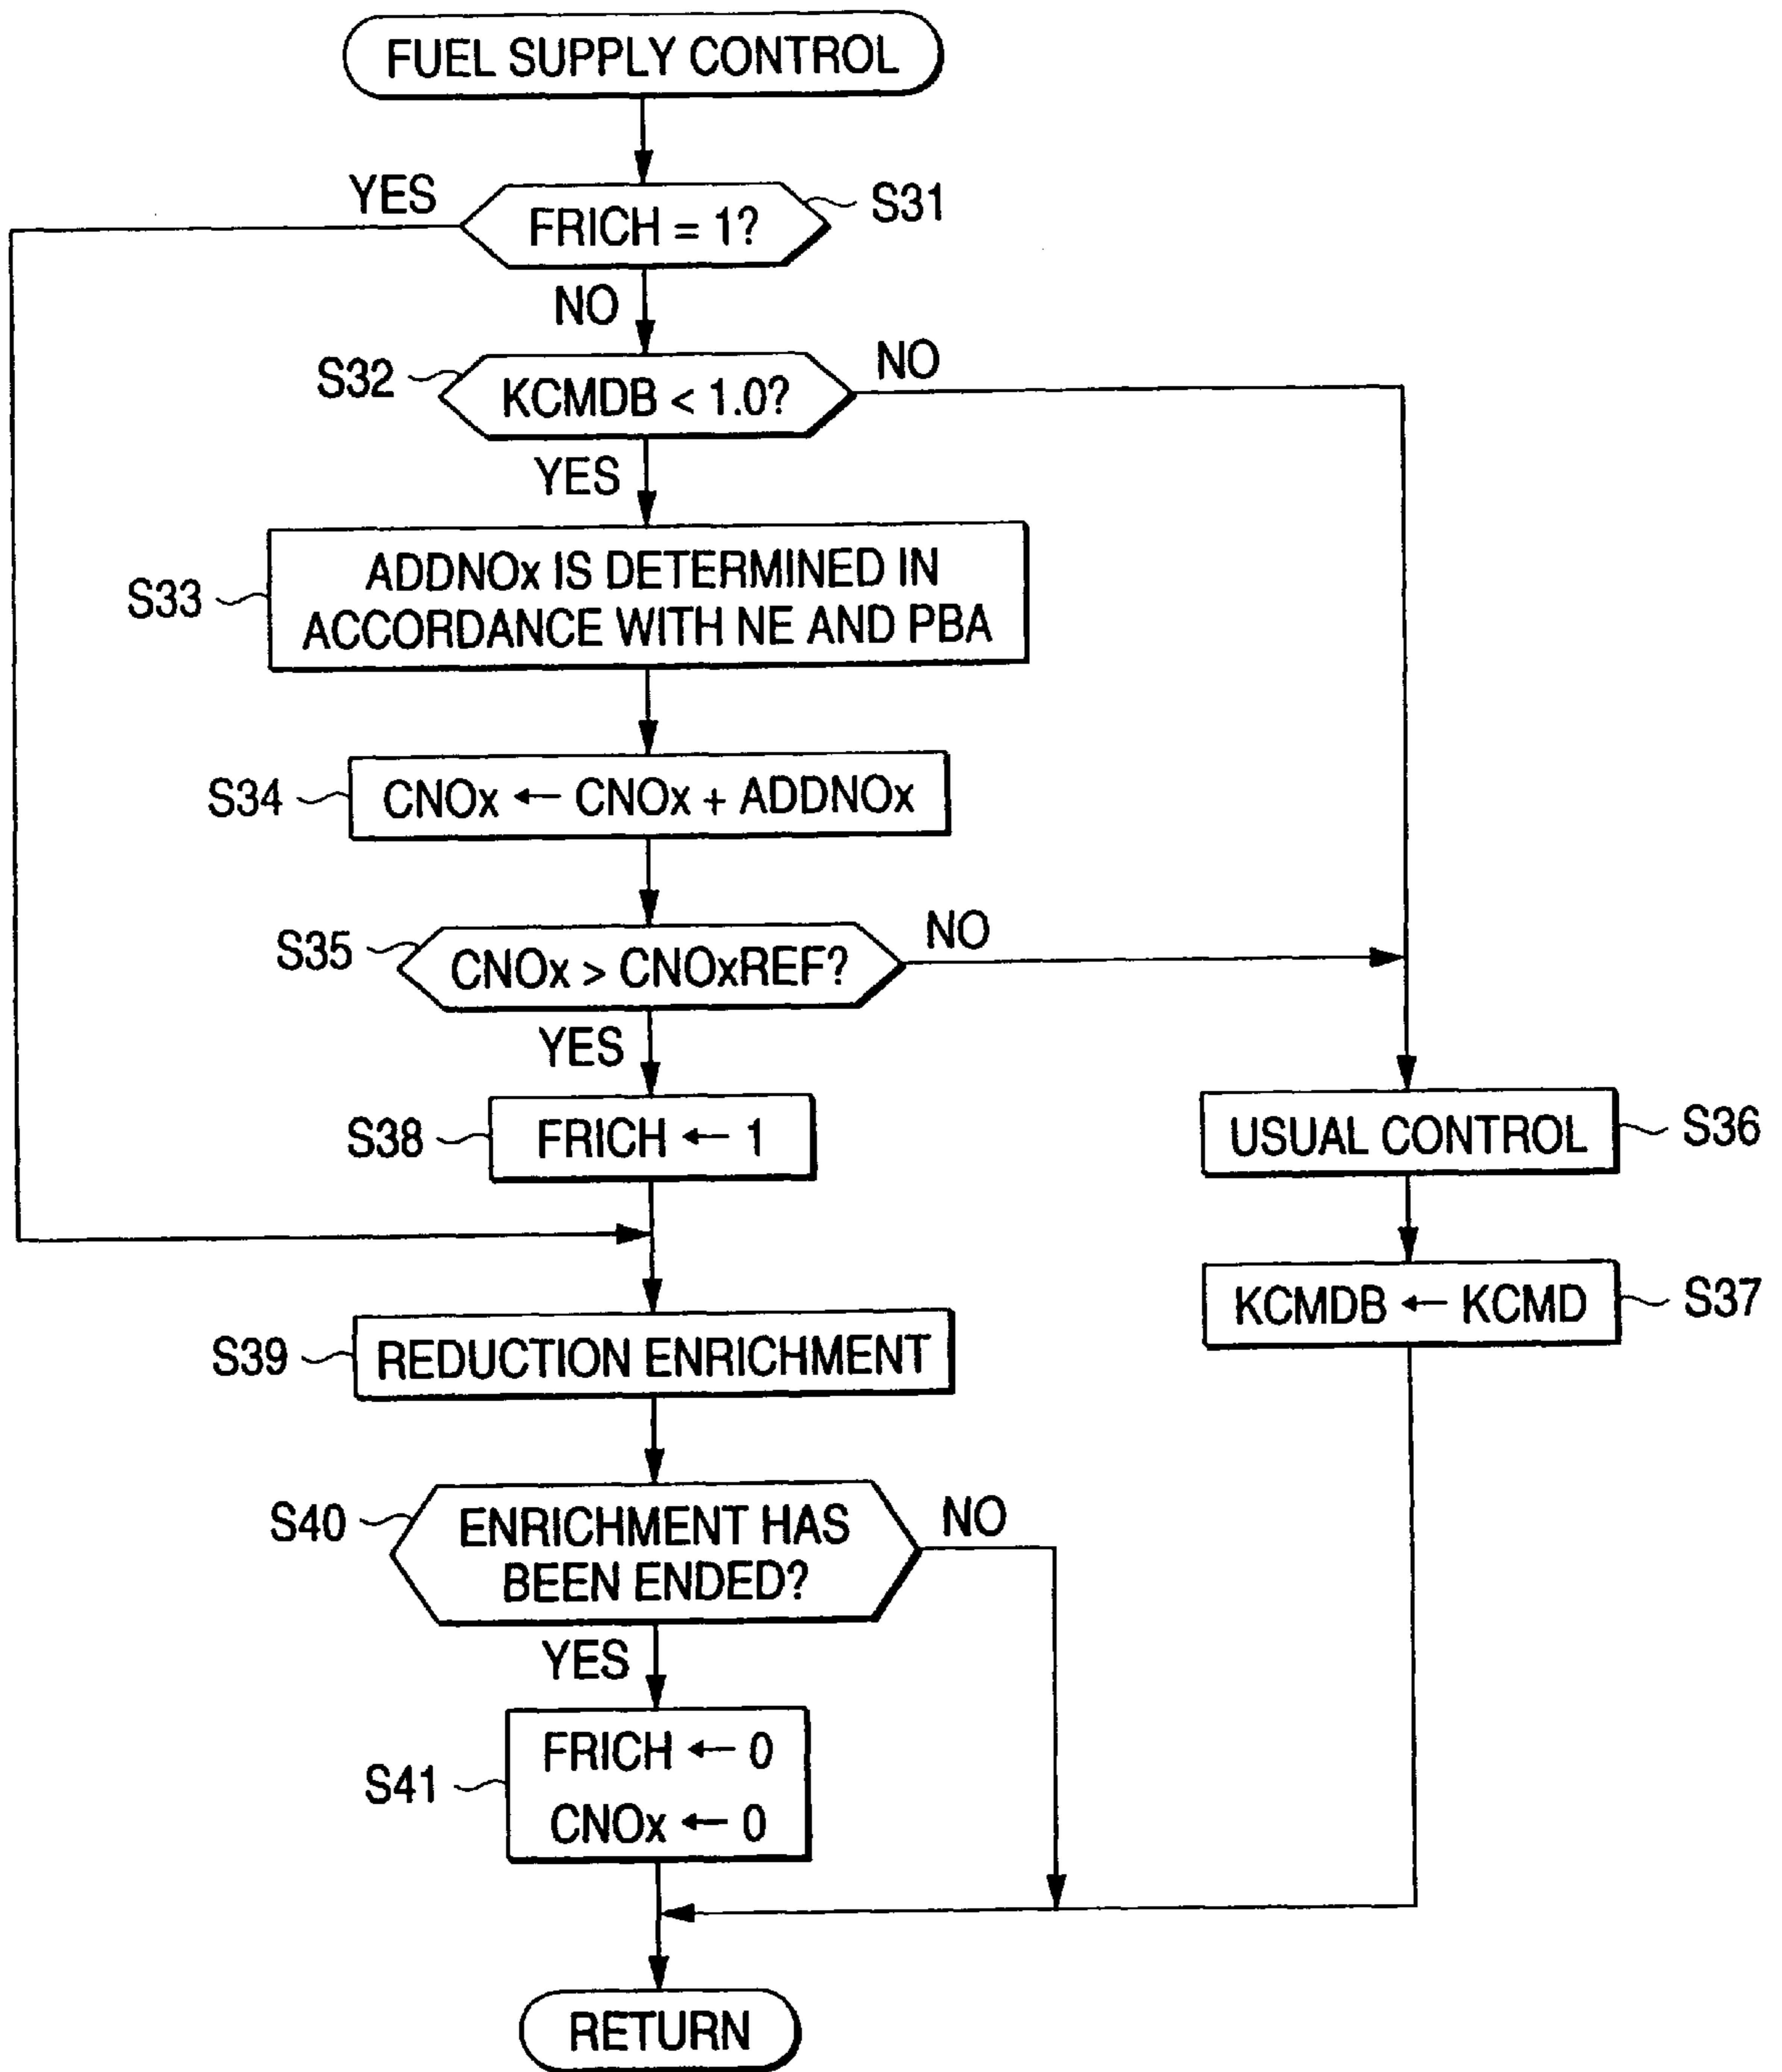 FUEL SUPPLY CONTROL
YES
FRICH = 1?
S31
NO
S32
KCMDB < 1.0?
NO
YES
S33
ADDNOx IS DETERMINED IN
ACCORDANCE WITH NE AND PBA
S34
CNOx ← CNOx + ADDNOx
S35
CNOx > CNOxREF?
NO
YES
S38
FRICH ← 1
USUAL CONTROL
S36
KCMDB ← KCMD
S37
S39
REDUCTION ENRICHMENT
S40
ENRICHMENT HAS
BEEN ENDED?
NO
YES
S41
FRICH ← 0
CNOx ← 0
RETURN